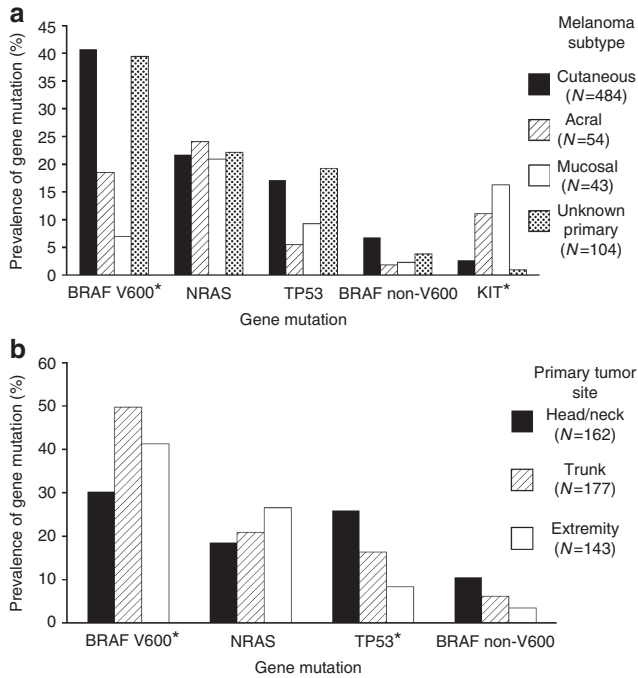 a
Prevalence of gene mutation (%)
45
40
35
30
25
20
15
10
5
0
BRAF V600*
NRAS
TP53
BRAF non-V600
KIT*
Gene mutation
Melanoma
subtype
Cutaneous
(N=484)
Acral
(N=54)
Mucosal
(N=43)
Unknown
primary
(N=104)
b
Prevalence of gene mutation (%)
60
50
40
30
20
10
0
BRAF V600*
NRAS
TP53*
BRAF non-V600
Gene mutation
Primary tumor
site
Head/neck
(N=162)
Trunk
(N=177)
Extremity
(N=143)